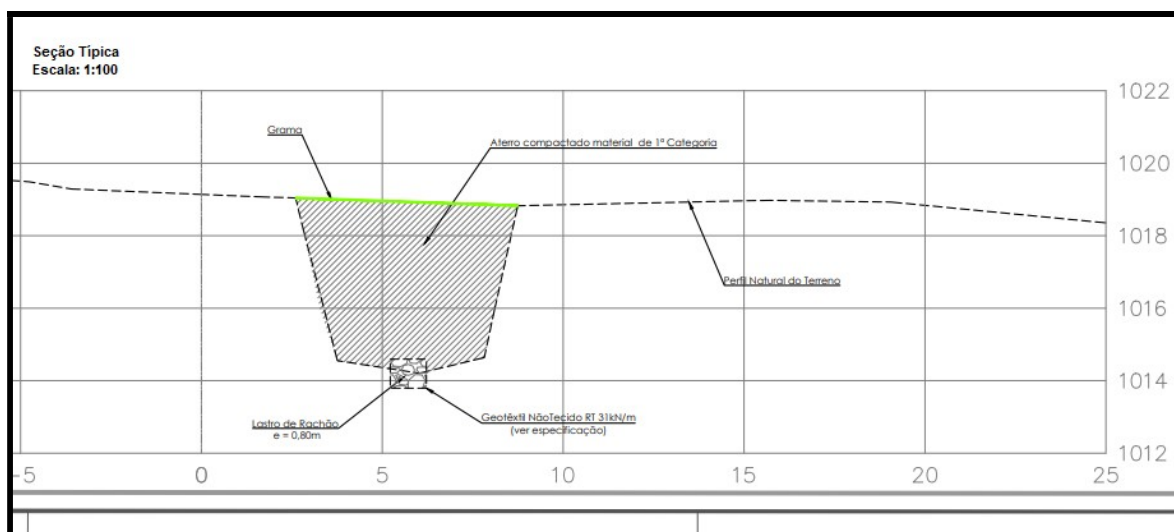 Seção Típica
Escala: 1:100
1022
Grama
Aterro compactado material de 1ª Categoria
1020
1018
Perfil Natural do Terreno
1016
1014
Lastro de Rachão
e = 0,80m
Geotêxtil NãoTecido RT 31kN/m
(ver especificação)
1012
-5 0 5 10 15 20 25